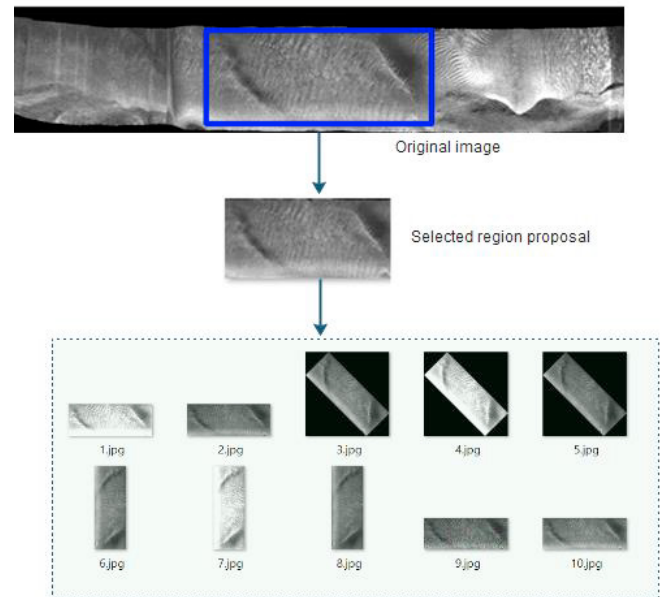 Original image
Selected region proposal
1.jpg
2.jpg
3.jpg
4.jpg
5.jpg
6.jpg
7.jpg
8.jpg
9.jpg
10.jpg